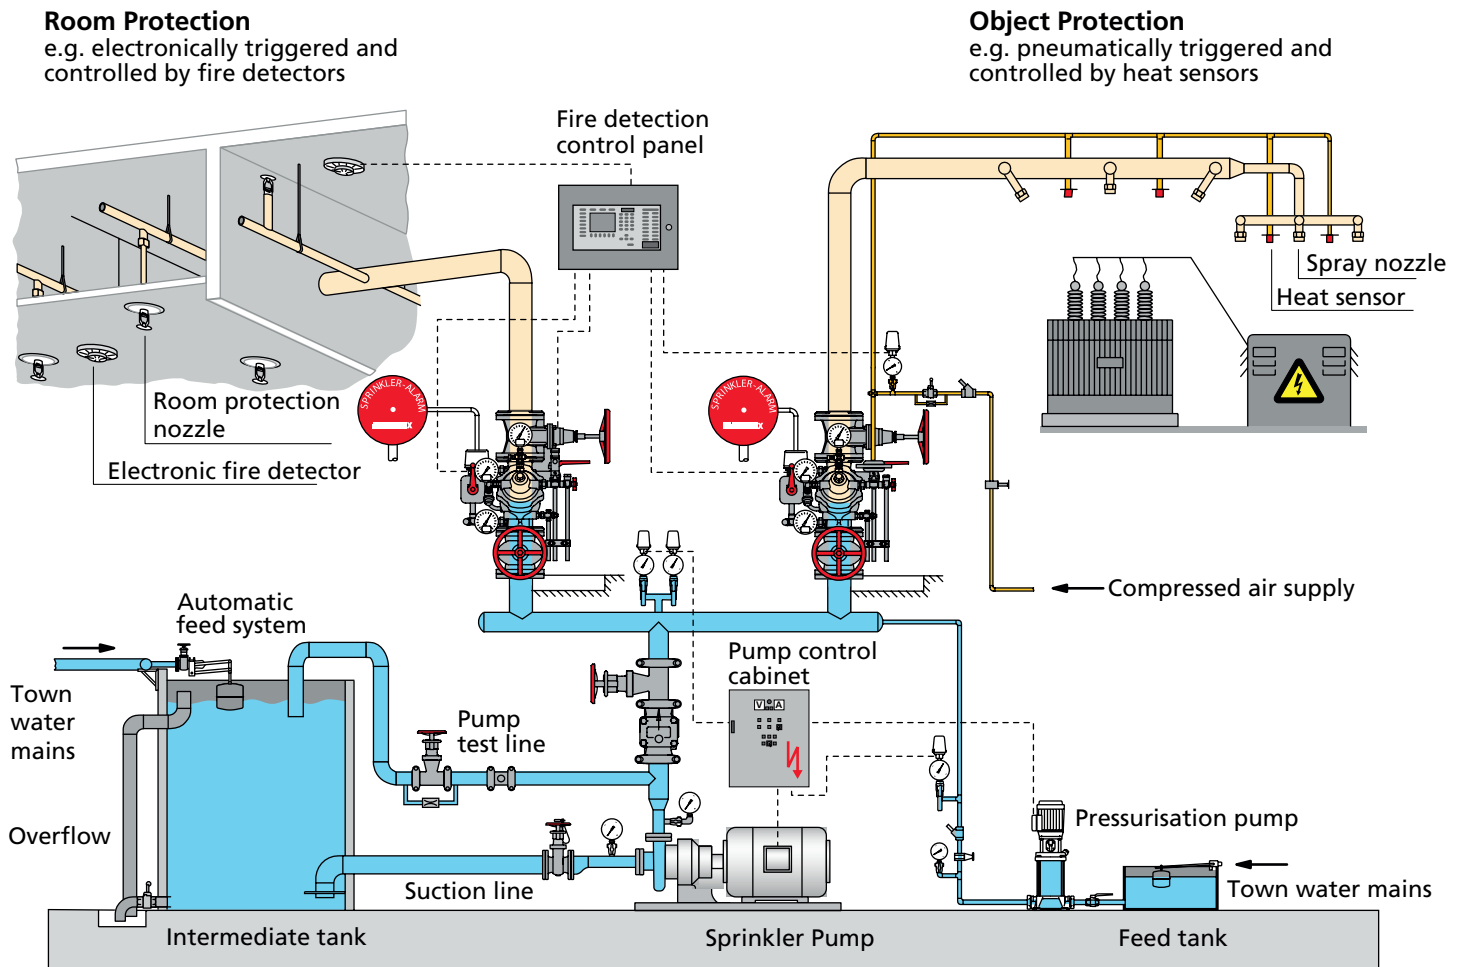 Room Protection
e.g. electronically triggered and
controlled by fire detectors
Object Protection
e.g. pneumatically triggered and
controlled by heat sensors
Fire detection
control panel
Spray nozzle
Heat sensor
Room protection
nozzle
Electronic fire detector
SPRINKLER-ALARM
SPRINKLER-ALARM
Compressed air supply
Automatic
feed system
Town
water
mains
Pump
test line
Pump control
cabinet
V A
Overflow
Suction line
Pressurisation pump
Town water mains
Intermediate tank
Sprinkler Pump
Feed tank